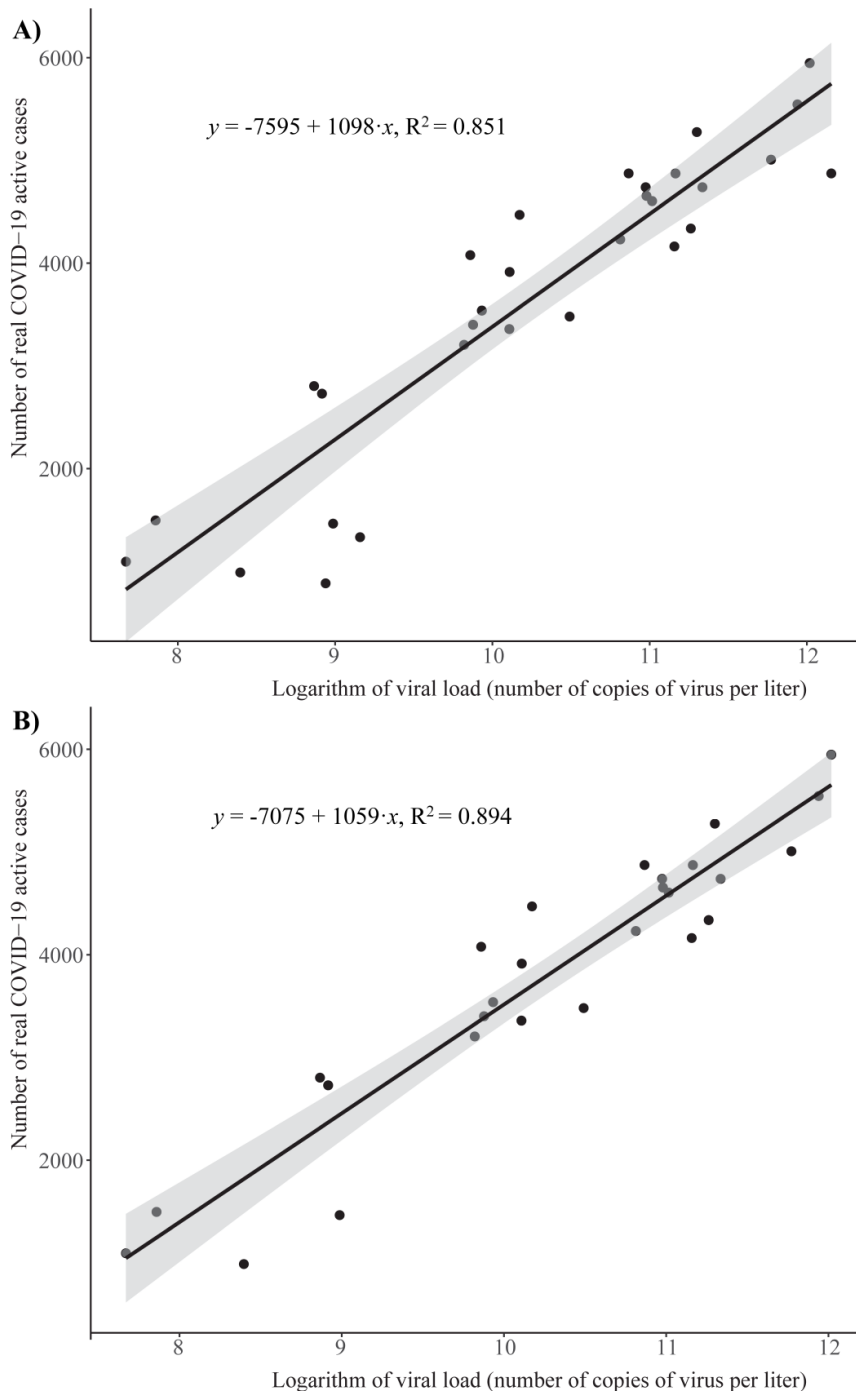 A)
6000
y = -7595 + 1098·x, R² = 0.851
4000
2000
Number of real COVID−19 active cases
8 9 10 11 12
Logarithm of viral load (number of copies of virus per liter)
B)
6000
y = -7075 + 1059·x, R² = 0.894
4000
2000
Number of real COVID−19 active cases
8 9 10 11 12
Logarithm of viral load (number of copies of virus per liter)